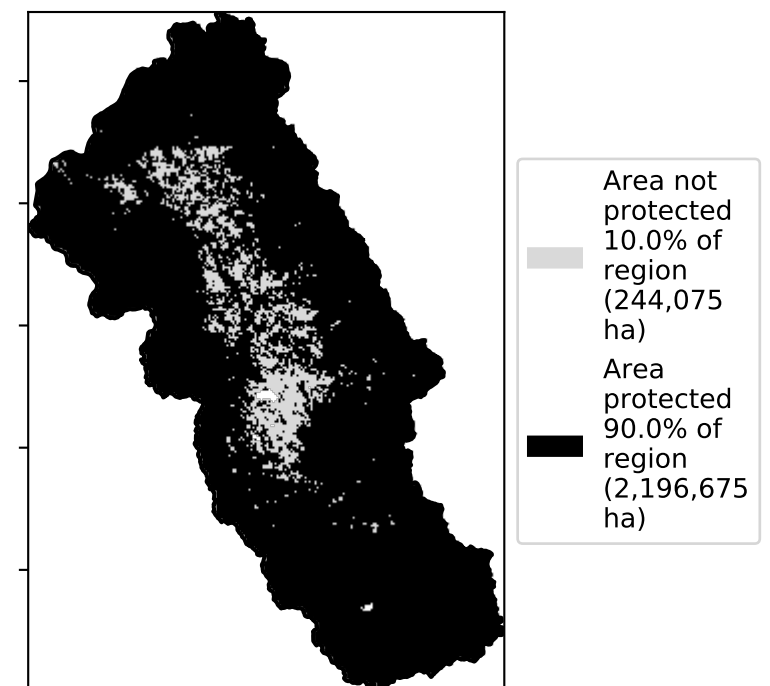 Area not
protected
10.0% of
region
(244,075
ha)
Area
protected
90.0% of
region
(2,196,675
ha)